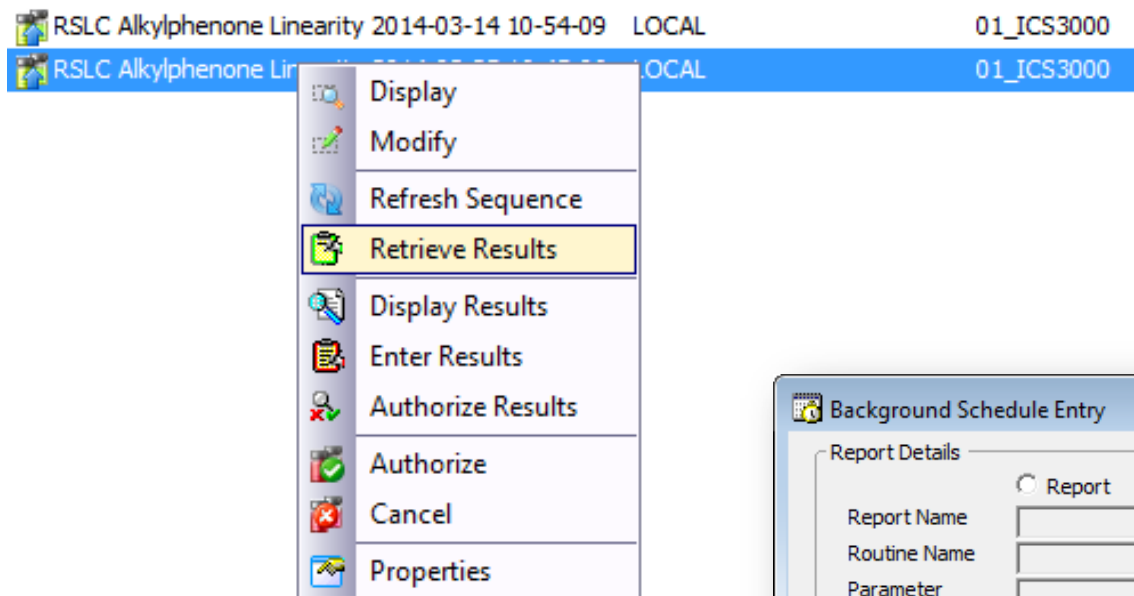 RSLC Alkylphenone Linearity 2014-03-14 10-54-09 LOCAL 01_ICS3000
RSLC Alkylphenone Lin OCAL 01_ICS3000
Display
Modify
Refresh Sequence
Retrieve Results
Display Results
Enter Results
Authorize Results
Authorize
Cancel
Properties
Background Schedule Entry
Report Details
Report
Report Name
Routine Name
Parameter